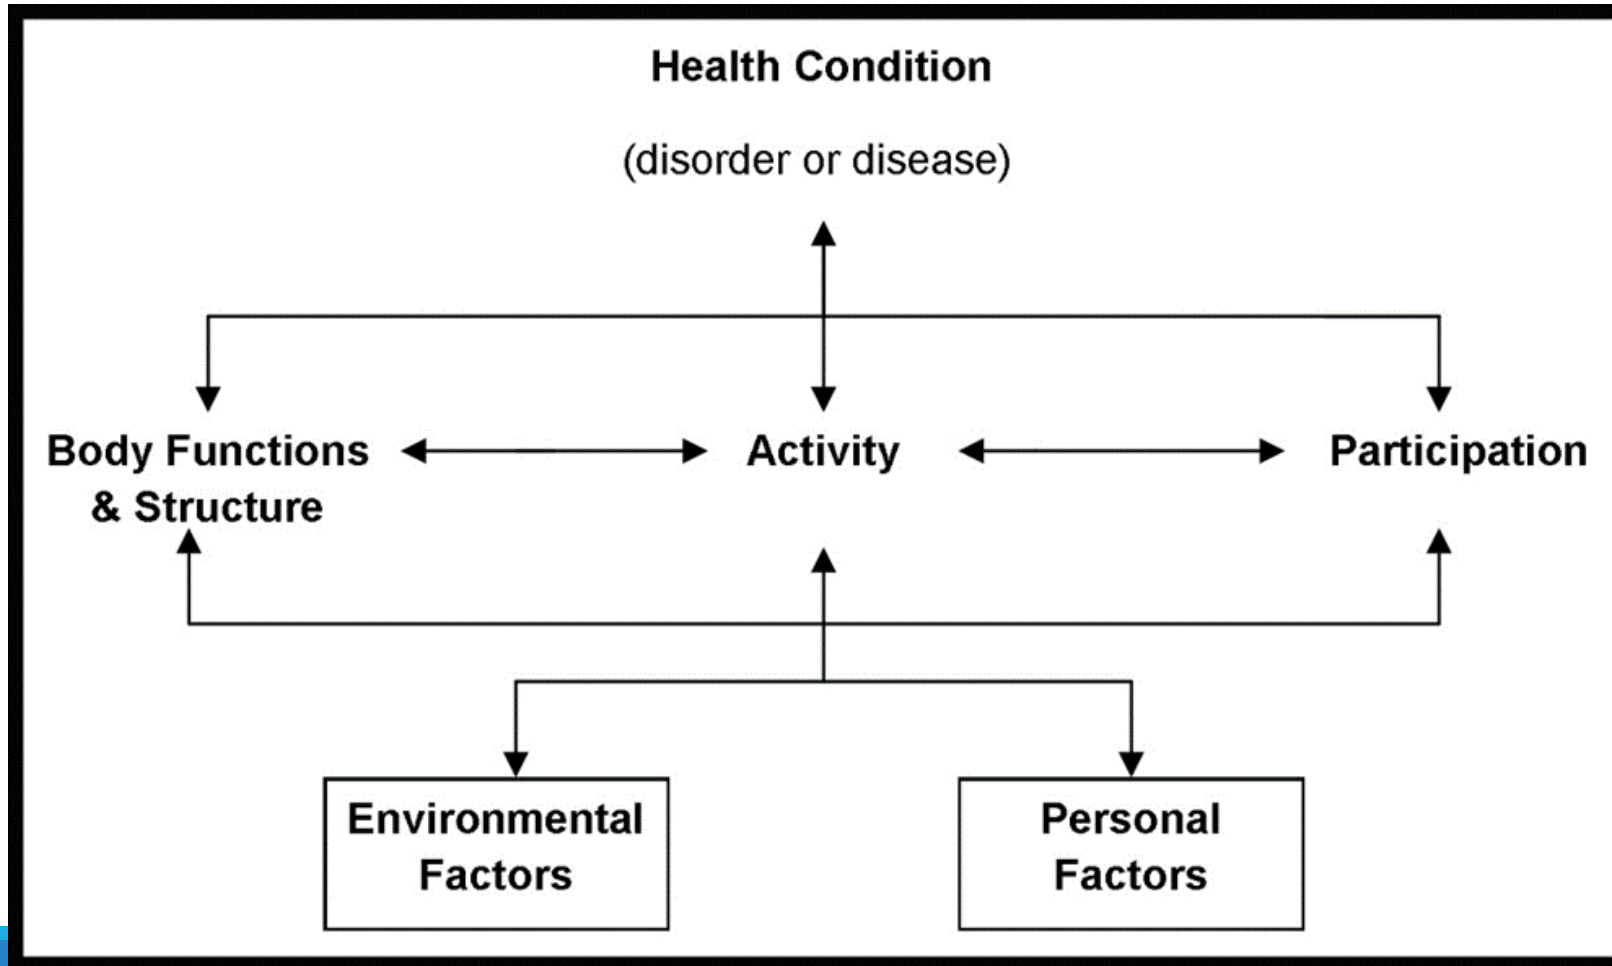 Health Condition
(disorder or disease)
Body Functions
& Structure
Activity
Participation
Environmental
Factors
Personal
Factors